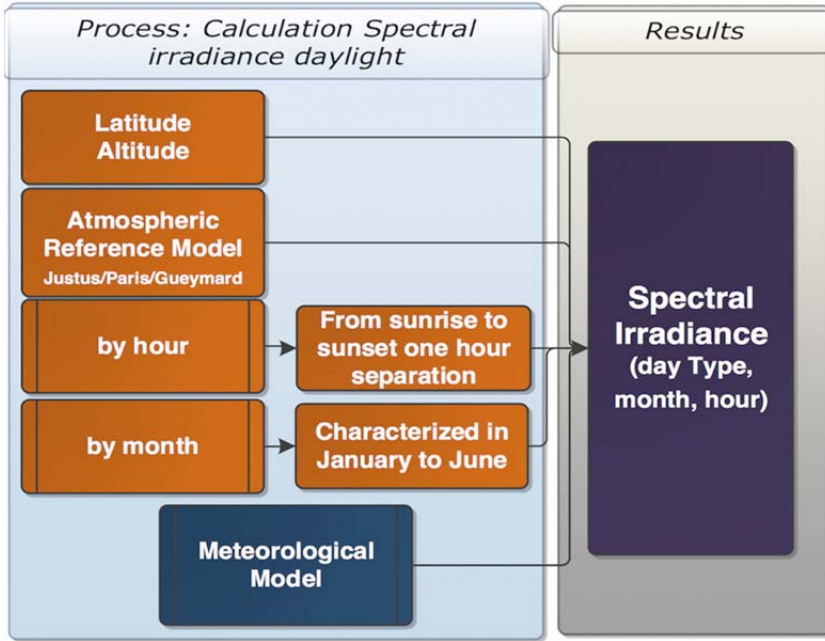 Process: Calculation Spectral
irradiance daylight
Results
Latitude
Altitude
Atmospheric
Reference Model
Justus/Paris/Gueymard
by hour
From sunrise to
sunset one hour
separation
by month
Characterized in
January to June
Meteorological
Model
Spectral
Irradiance
(day Type,
month, hour)